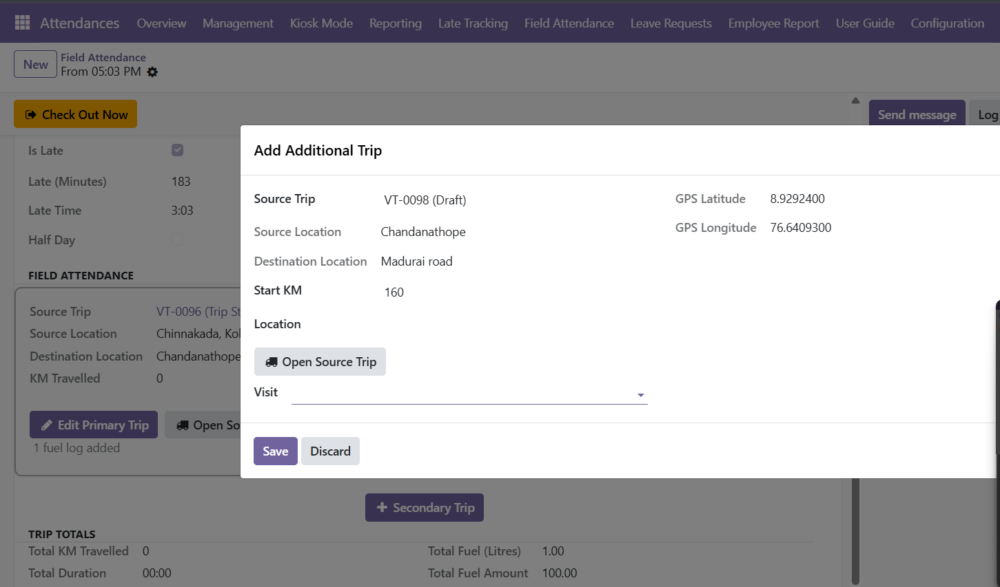 Attendances Overview Management Kiosk Mode Reporting Late Tracking Field Attendance Leave Requests Employee Report User Guide Configuration
New
Field Attendance
From 05:03 PM
Check Out Now
Send message
Log
Is Late
Late (Minutes) 183
Late Time 3:03
Half Day
FIELD ATTENDANCE
Source Trip VT-0096 (Trip St
Source Location Chinnakada, Kol
Destination Location Chandanathope
KM Travelled 0
Edit Primary Trip
Open So
1 fuel log added
Add Additional Trip
Source Trip VT-0098 (Draft)
Source Location Chandanathope
Destination Location Madurai road
Start KM 160
Location
GPS Latitude 8.9292400
GPS Longitude 76.6409300
Open Source Trip
Visit
Save Discard
Secondary Trip
TRIP TOTALS
Total KM Travelled 0 Total Fuel (Litres) 1.00
Total Duration 00:00 Total Fuel Amount 100.00